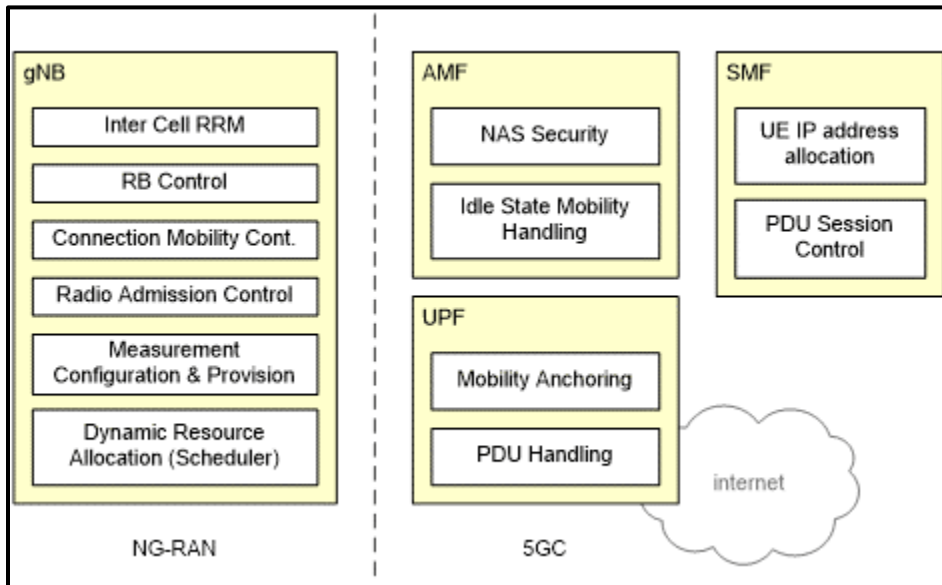 gNB
Inter Cell RRM
RB Control
Connection Mobility Cont.
Radio Admission Control
Measurement
Configuration & Provision
Dynamic Resource
Allocation (Scheduler)
NG-RAN
AMF
NAS Security
Idle State Mobility
Handling
SMF
UE IP address
allocation
PDU Session
Control
UPF
Mobility Anchoring
PDU Handling
internet
5GC